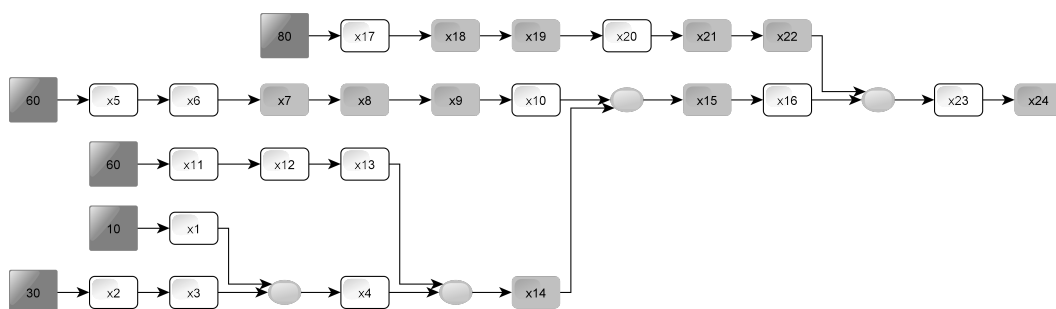 80 x17 x18 x19 x20 x21 x22
60 x5 x6 x7 x8 x9 x10 x15 x16 x23 x24
60 x11 x12 x13
10 x1
30 x2 x3 x4 x14